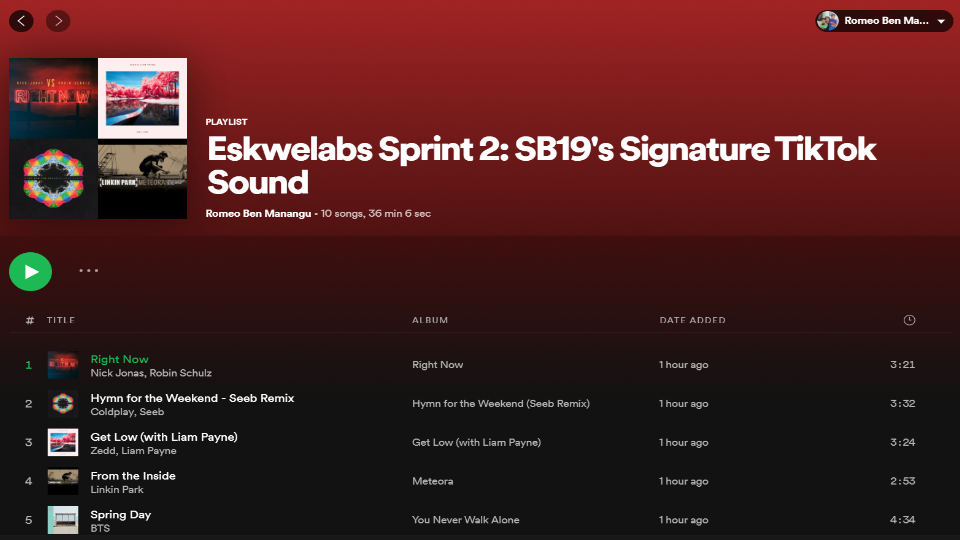 Romeo Ben Ma...
NICK JONAS VS ROBIN SCHULZ
RIGHT NOW
LINKIN PARK METEORA
PLAYLIST
Eskwelabs Sprint 2: SB19's Signature TikTok
Sound
Romeo Ben Manangu • 10 songs, 36 min 6 sec
# TITLE ALBUM DATE ADDED
1 Right Now Right Now 1 hour ago 3:21
Nick Jonas, Robin Schulz
2 Hymn for the Weekend - Seeb Remix Hymn for the Weekend (Seeb Remix) 1 hour ago 3:32
Coldplay, Seeb
3 Get Low (with Liam Payne) Get Low (with Liam Payne) 1 hour ago 3:24
Zedd, Liam Payne
4 From the Inside Meteora 1 hour ago 2:53
Linkin Park
5 Spring Day You Never Walk Alone 1 hour ago 4:34
BTS